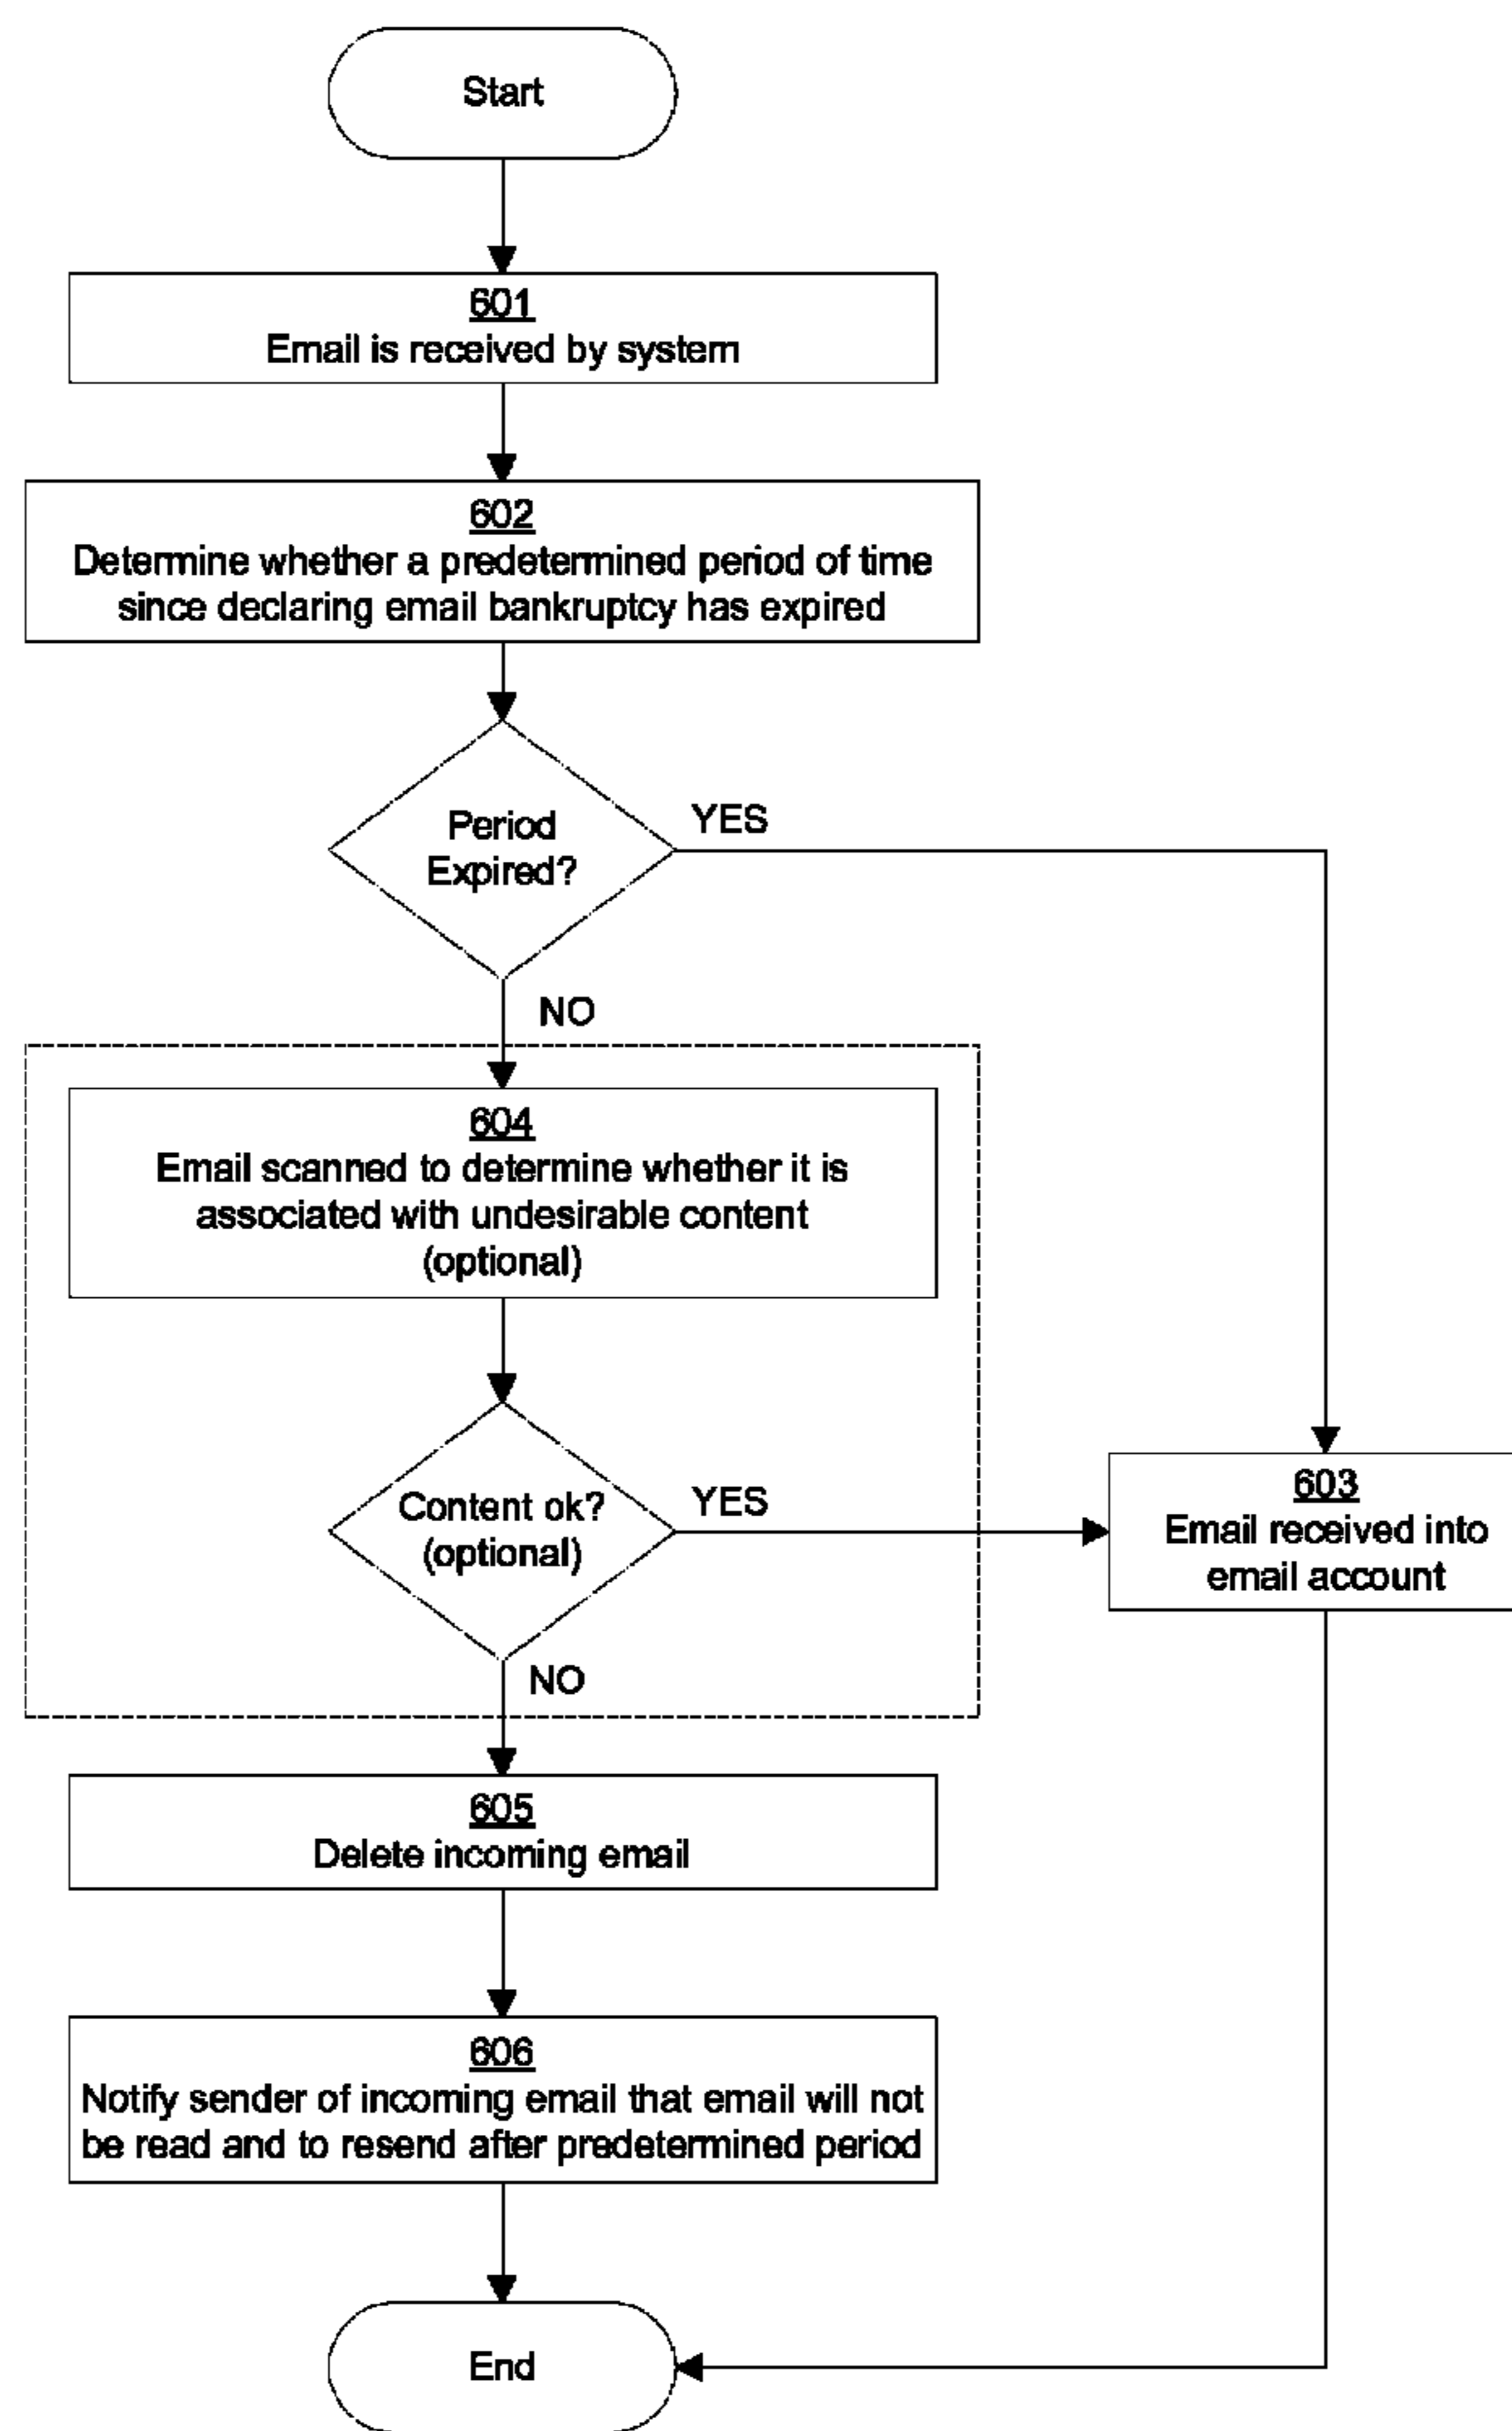 Start
601
Email is received by system
602
Determine whether a predetermined period of time
since declaring email bankruptcy has expired
Period
Expired?
YES
NO
604
Email scanned to determine whether it is
associated with undesirable content
(optional)
Content ok?
(optional)
YES
603
Email received into
email account
NO
605
Delete incoming email
606
Notify sender of incoming email that email will not
be read and to resend after predetermined period
End